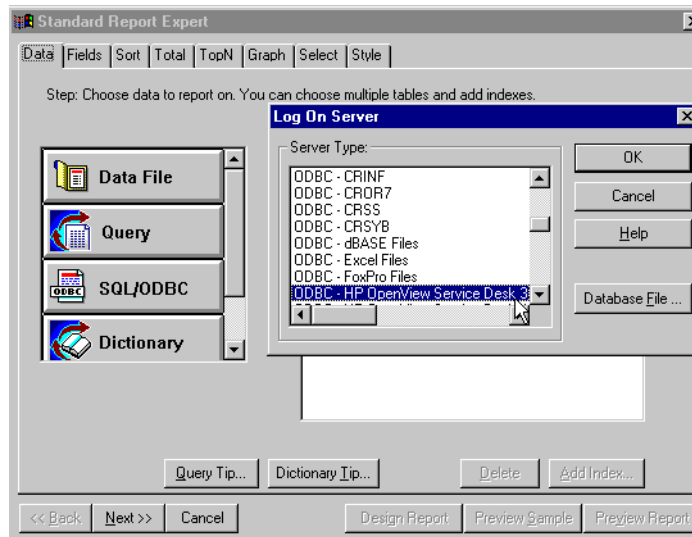 Standard Report Expert
Data Fields Sort Total TopN Graph Select Style
Step: Choose data to report on. You can choose multiple tables and add indexes.
Data File
Query
ODBC
SQL/ODBC
Dictionary
Log On Server
Server Type:
ODBC - CRINF
ODBC - CROR7
ODBC - CRSS
ODBC - CRSYB
ODBC - dBASE Files
ODBC - Excel Files
ODBC - FoxPro Files
ODBC - HP OpenView Service Desk 3
OK
Cancel
Help
Database File ...
Query Tip... Dictionary Tip... Delete Add Index...
<< Back Next >> Cancel Design Report Preview Sample Preview Report